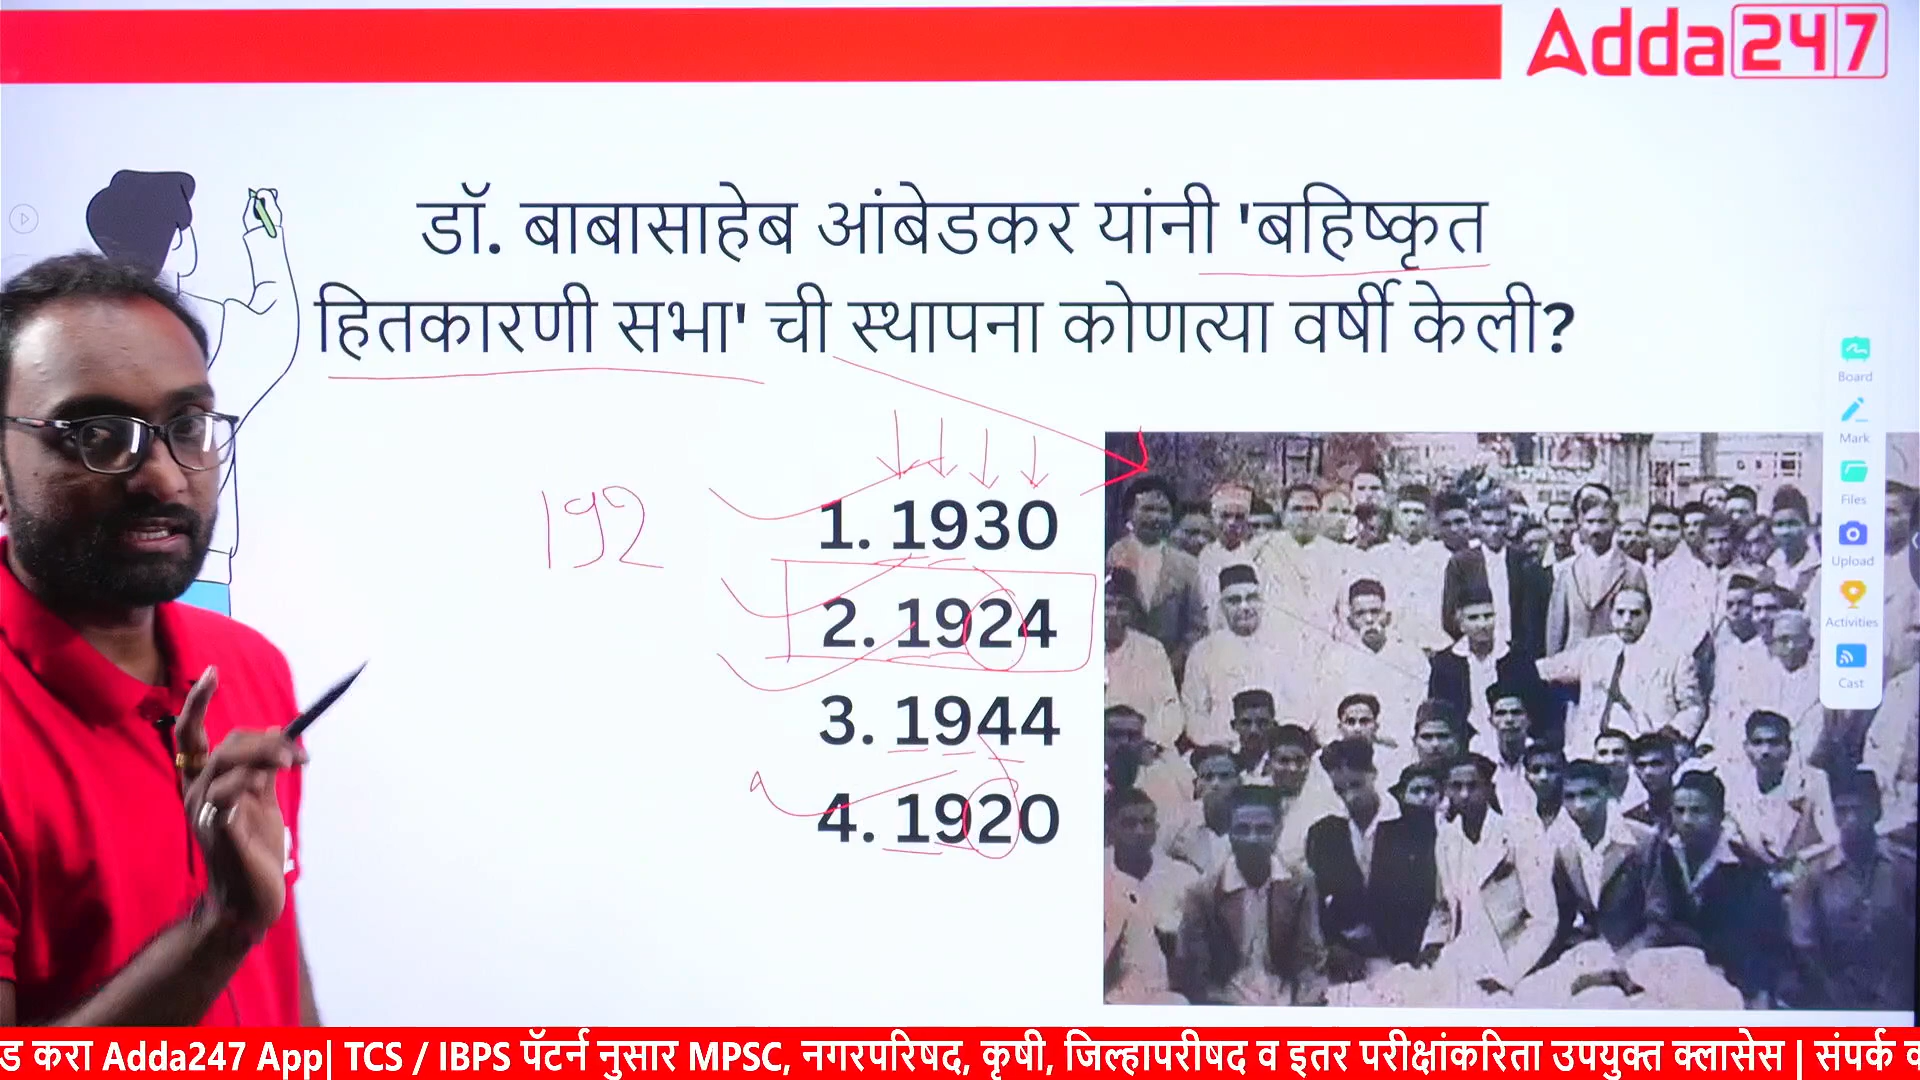 Adda247
डॉ. बाबासाहेब आंबेडकर यांनी 'बहिष्कृत
हितकारणी सभा' ची स्थापना कोणत्या वर्षी केली?
192
1. 1930
2. 1924
3. 1944
4. 1920
Board
Mark
Files
Upload
Activities
Cast
ड करा Adda247 App| TCS / IBPS पॅटर्न नुसार MPSC, नगरपरिषद, कृषी, जिल्हापरीषद व इतर परीक्षांकरिता उपयुक्त क्लासेस | संपर्क